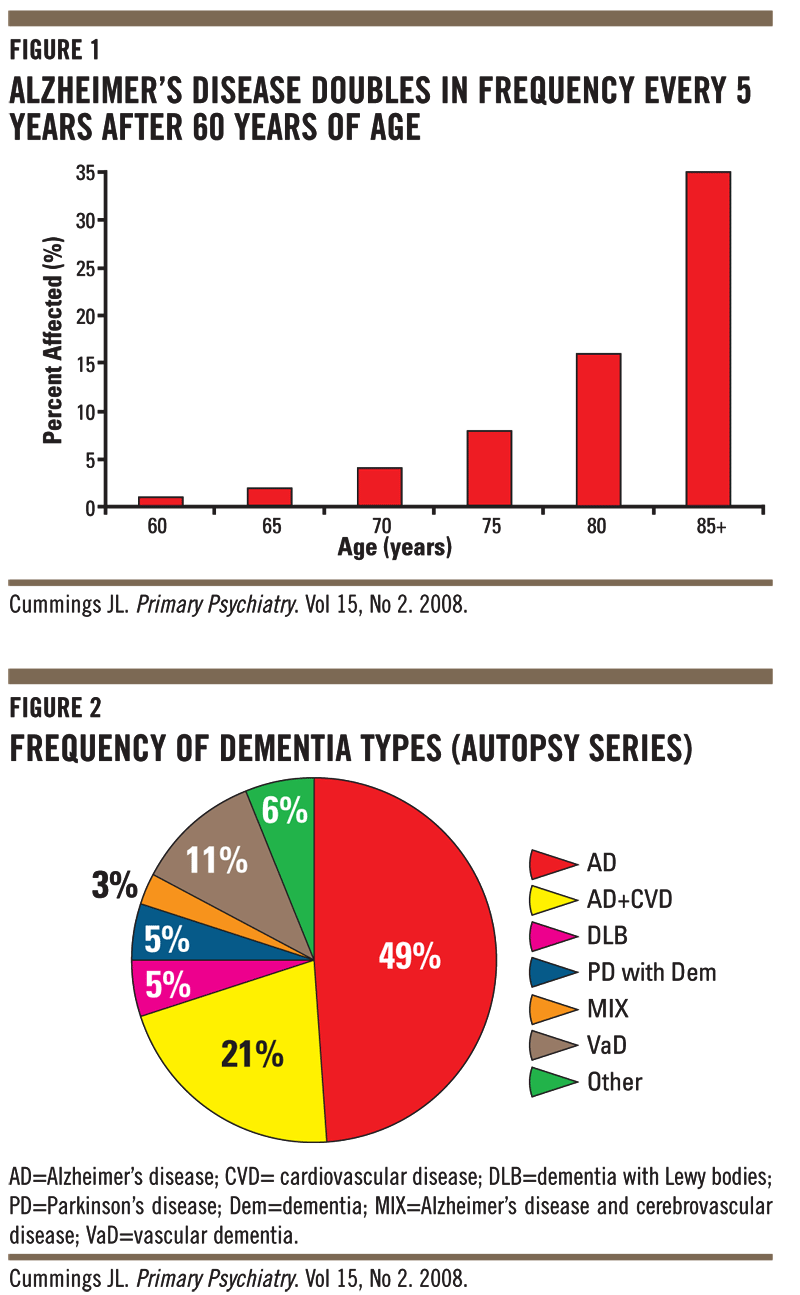 FIGURE 1
ALZHEIMER'S DISEASE DOUBLES IN FREQUENCY EVERY 5
YEARS AFTER 60 YEARS OF AGE
35
30
25
20
15
10
5
0
Percent Affected (%)
60 65 70 75 80 85+
Age (years)
Cummings JL. Primary Psychiatry. Vol 15, No 2. 2008.
FIGURE 2
FREQUENCY OF DEMENTIA TYPES (AUTOPSY SERIES)
6%
11%
3%
5%
5%
21%
49%
AD
AD+CVD
DLB
PD with Dem
MIX
VaD
Other
AD=Alzheimer's disease; CVD= cardiovascular disease; DLB=dementia with Lewy bodies;
PD=Parkinson's disease; Dem=dementia; MIX=Alzheimer's disease and cerebrovascular
disease; VaD=vascular dementia.
Cummings JL. Primary Psychiatry. Vol 15, No 2. 2008.